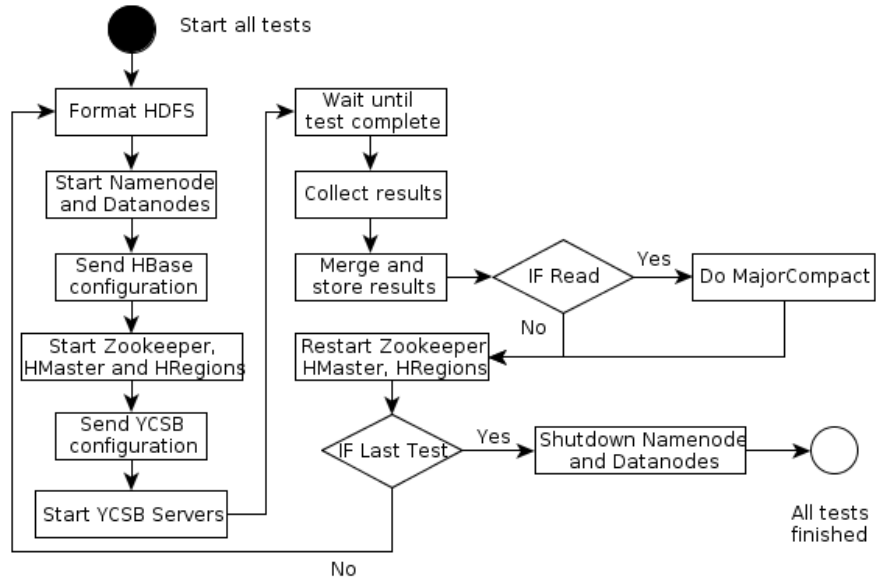 Start all tests
Format HDFS
Start Namenode
and Datanodes
Send HBase
configuration
Start Zookeeper,
HMaster and HRegions
Send YCSB
configuration
Start YCSB Servers
Wait until
test complete
Collect results
Merge and
store results
IF Read
Yes
Do MajorCompact
No
Restart Zookeeper
HMaster, HRegions
IF Last Test
Yes
Shutdown Namenode
and Datanodes
All tests
finished
No